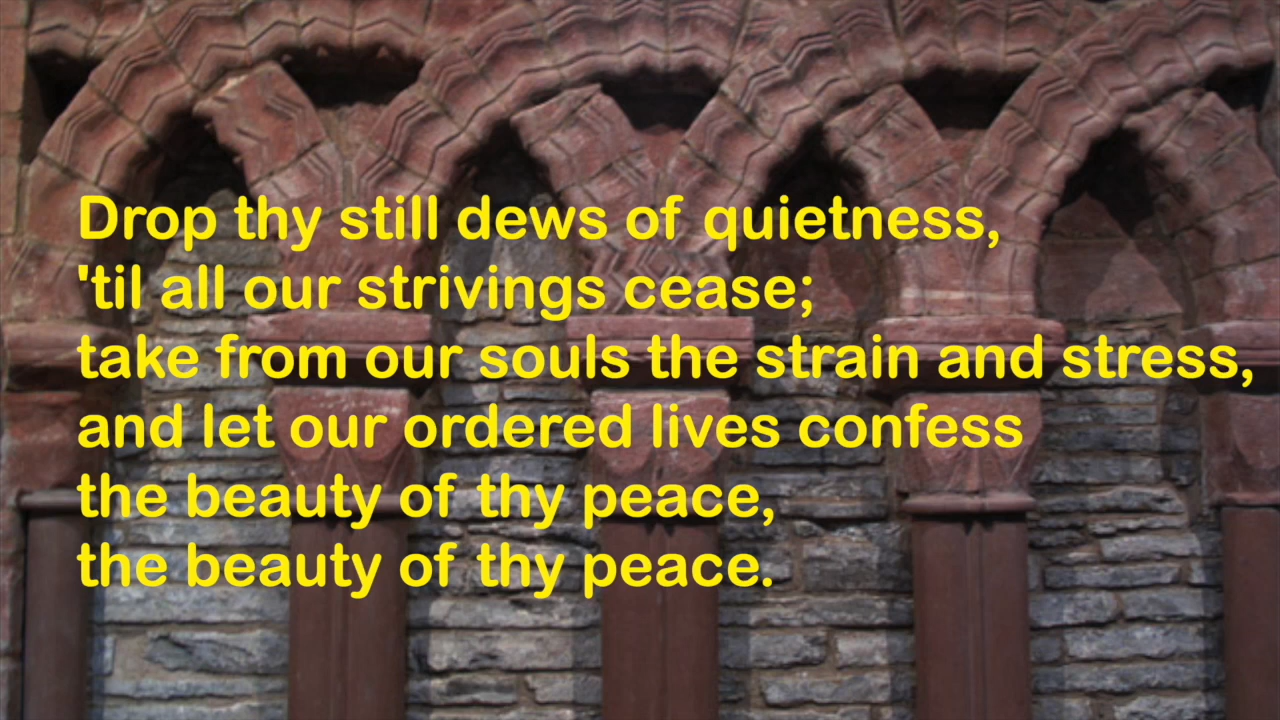 Drop thy still dews of quietness,
'til all our strivings cease;
take from our souls the strain and stress,
and let our ordered lives confess
the beauty of thy peace,
the beauty of thy peace.